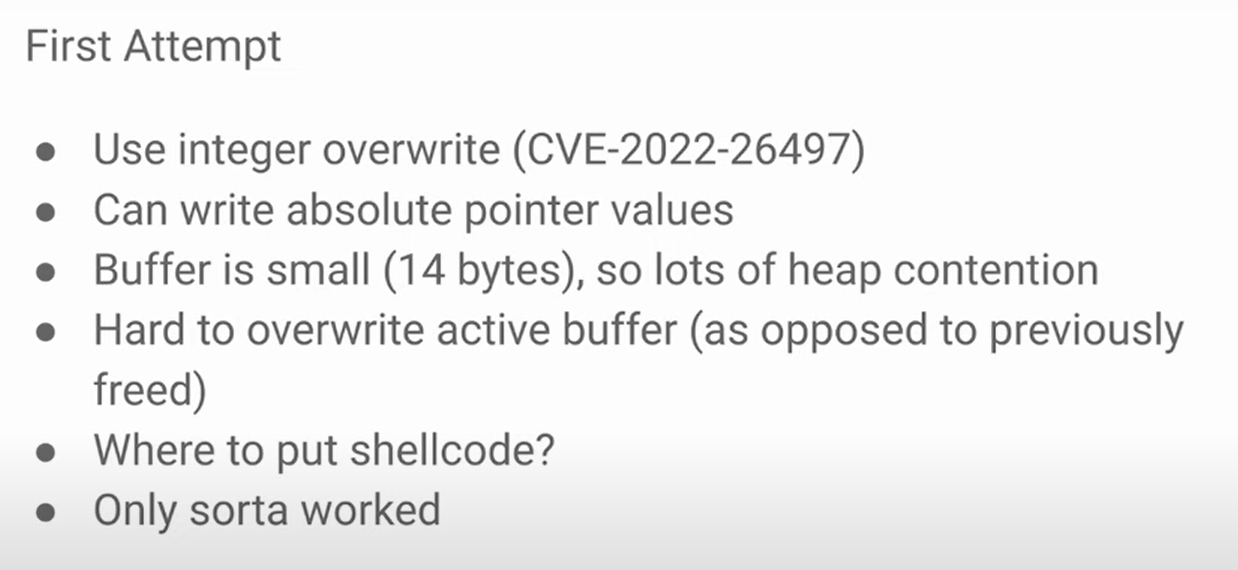 First Attempt
● Use integer overwrite (CVE-2022-26497)
● Can write absolute pointer values
● Buffer is small (14 bytes), so lots of heap contention
● Hard to overwrite active buffer (as opposed to previously
freed)
● Where to put shellcode?
● Only sorta worked